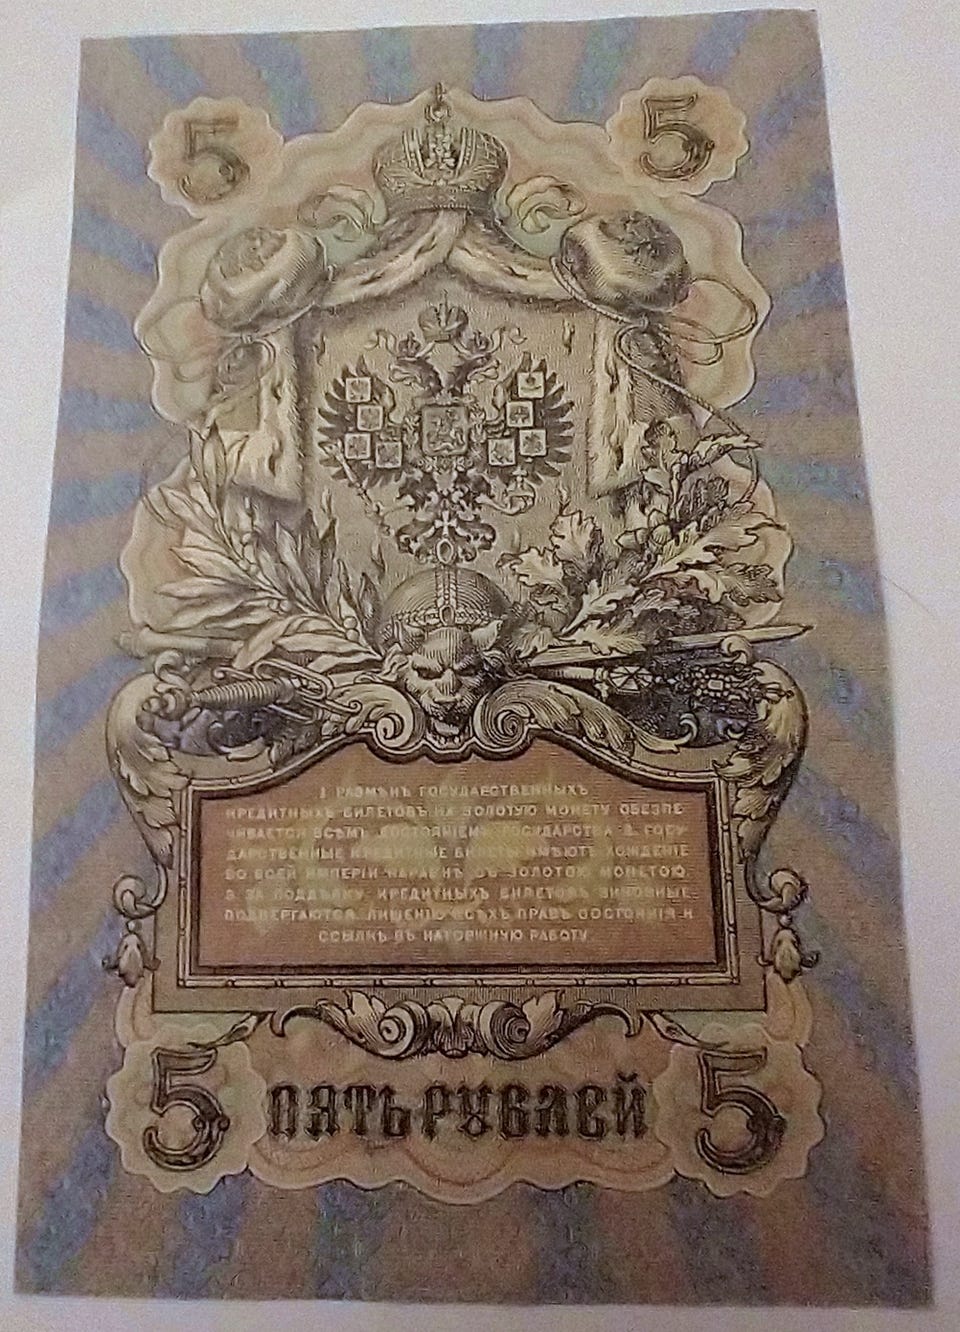 5 5
1. РАЗМѢНЪ ГОСУДАРСТВЕННЫХЪ
КРЕДИТНЫХЪ БИЛЕТОВЪ НА ЗОЛОТУЮ МОНЕТУ ОБЕЗПЕ-
ЧИВАЕТСЯ ВСѢМЪ ДОСТОЯНІЕМЪ ГОСУДАРСТВА. 2. ГОСУ-
ДАРСТВЕННЫЕ КРЕДИТНЫЕ БИЛЕТЫ ИМѢЮТЪ ХОЖДЕНІЕ
ВО ВСЕЙ ИМПЕРІИ НАРАВНѢ СЪ ЗОЛОТОЮ МОНЕТОЮ.
3. ЗА ПОДДѢЛКУ КРЕДИТНЫХЪ БИЛЕТОВЪ ВИНОВНЫЕ
ПОДВЕРГАЮТСЯ ЛИШЕНІЮ ВСѢХЪ ПРАВЪ СОСТОЯНІЯ И
ССЫЛКѢ ВЪ КАТОРЖНУЮ РАБОТУ.
5 ПЯТЬ РУБЛЕЙ 5